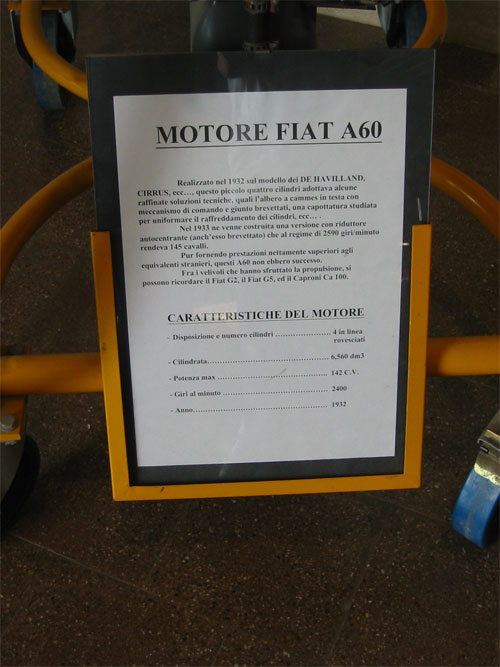 MOTORE FIAT A60
Realizzato nel 1932 sul modello dei DE HAVILLAND,
CIRRUS, ecc..., questo piccolo quattro cilindri adottava alcune
raffinate soluzioni tecniche, quali l'albero a cammes in testa con
meccanismo di comando e giunto brevettati, una capottatura studiata
per uniformare il raffreddamento dei cilindri, ecc... .
Nel 1933 ne venne costruita una versione con riduttore
autocentrante (anch'esso brevettato) che al regime di 2590 giri/minuto
rendeva 145 cavalli.
Pur fornendo prestazioni nettamente superiori agli
equivalenti stranieri, questi A60 non ebbero successo.
Fra i velivoli che hanno sfruttato la propulsione, si
possono ricordare il Fiat G2, il Fiat G5, ed il Caproni Ca 100.
CARATTERISTICHE DEL MOTORE
- Disposizione e numero cilindri ........................ 4 in linea
rovesciati
- Cilindrata..................................................... 6,560 dm3
- Potenza max ................................................ 142 C.V.
- Giri al minuto .............................................. 2400
- Anno........................................................... 1932